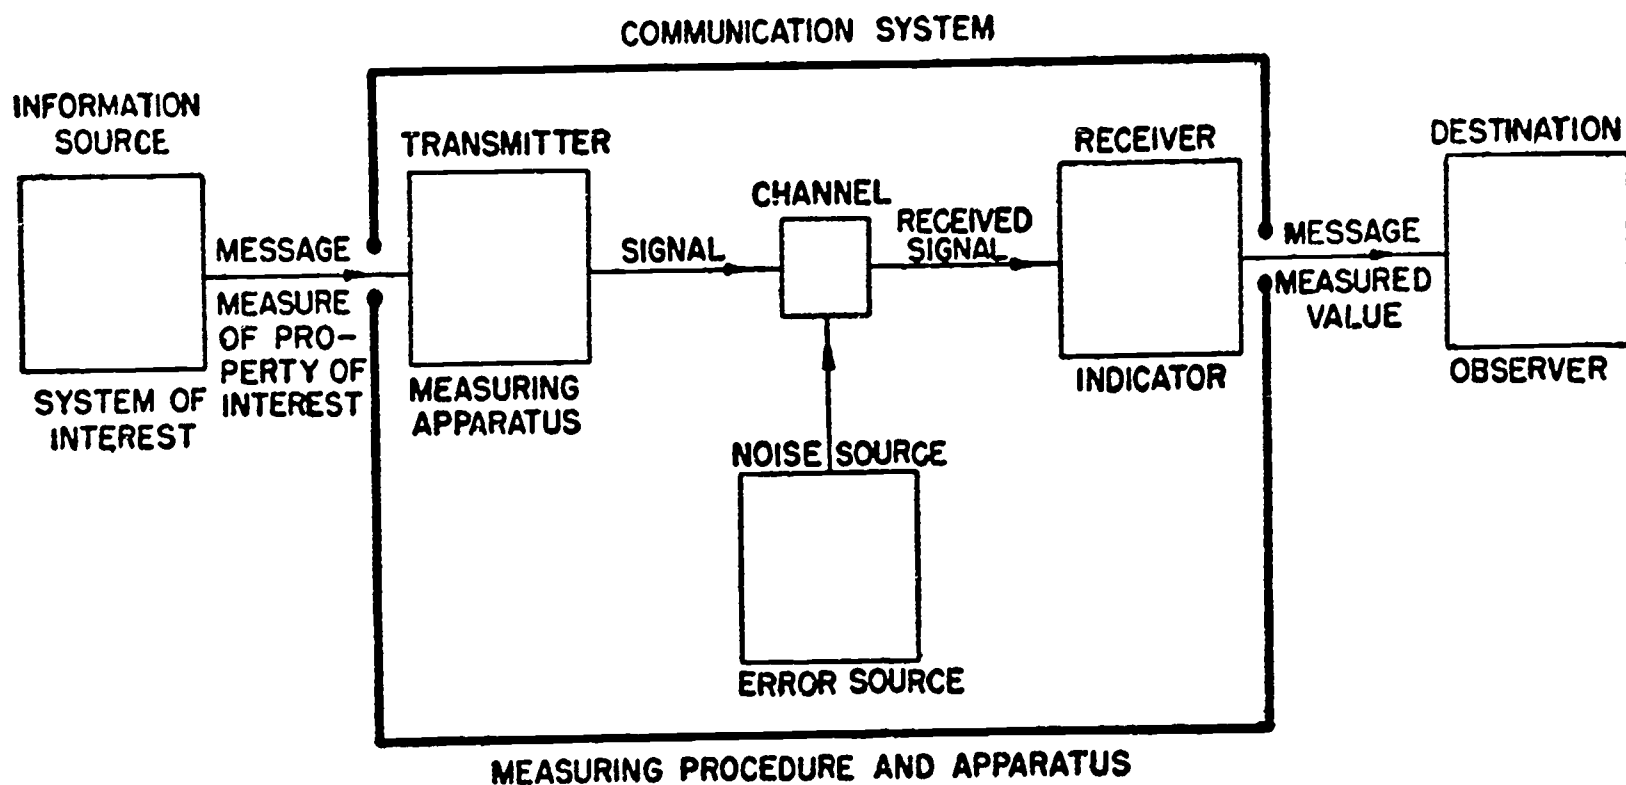 COMMUNICATION SYSTEM
INFORMATION
SOURCE
TRANSMITTER
CHANNEL
RECEIVER
DESTINATION
MESSAGE
MEASURE
OF PRO-
PERTY OF
INTEREST
SIGNAL
RECEIVED
SIGNAL
MESSAGE
MEASURED
VALUE
SYSTEM OF
INTEREST
MEASURING
APPARATUS
INDICATOR
OBSERVER
NOISE SOURCE
ERROR SOURCE
MEASURING PROCEDURE AND APPARATUS